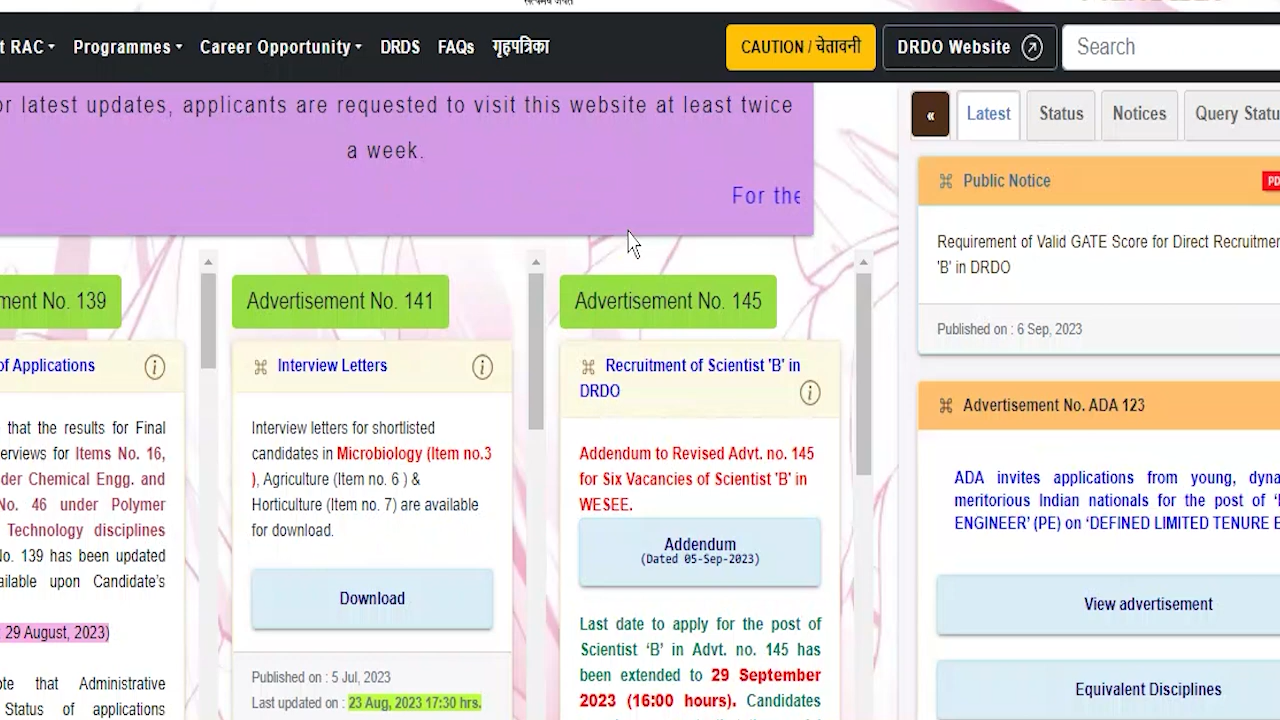 सत्यमेव जयते
t RAC
Programmes
Career Opportunity
DRDS
FAQs
गृहपत्रिका
CAUTION / चेतावनी
DRDO Website
Search
or latest updates, applicants are requested to visit this website at least twice
a week.
For the
«
Latest
Status
Notices
Query Statu
Public Notice
PD
Requirement of Valid GATE Score for Direct Recruitmer
'B' in DRDO
Published on : 6 Sep, 2023
Advertisement No. ADA 123
ADA invites applications from young, dyna
meritorious Indian nationals for the post of
ENGINEER' (PE) on 'DEFINED LIMITED TENURE E
View advertisement
Equivalent Disciplines
ment No. 139
of Applications
that the results for Final
erviews for Items No. 16,
der Chemical Engg. and
No. 46 under Polymer
Technology disciplines
No. 139 has been updated
ailable upon Candidate's
: 29 August, 2023)
te that Administrative
Status of applications
Advertisement No. 141
Interview Letters
Interview letters for shortlisted
candidates in Microbiology (Item no.3
), Agriculture (Item no. 6 ) &
Horticulture (Item no. 7) are available
for download.
Download
Published on : 5 Jul, 2023
Last updated on : 23 Aug, 2023 17:30 hrs.
Advertisement No. 145
Recruitment of Scientist 'B' in
DRDO
Addendum to Revised Advt. no. 145
for Six Vacancies of Scientist 'B' in
WESEE.
Addendum
(Dated 05-Sep-2023)
Last date to apply for the post of
Scientist 'B' in Advt. no. 145 has
been extended to 29 September
2023 (16:00 hours). Candidates